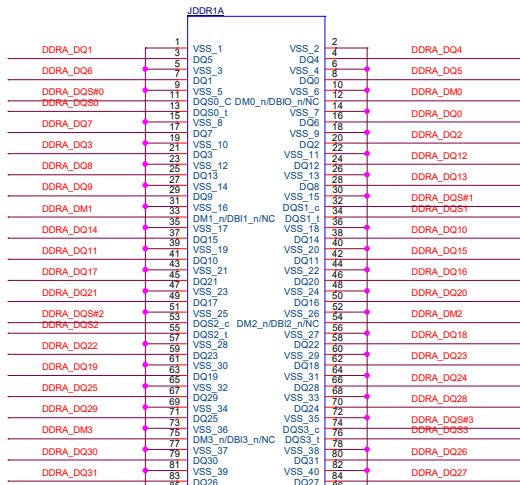 JDDR1A
DDRA_DQ1 1 VSS_1 VSS_2 2 DDRA_DQ4
3 DQ5 DQ4 4
DDRA_DQ6 5 VSS_3 VSS_4 6 DDRA_DQ5
7 DQ1 DQ0 8
DDRA_DQS#0 9 VSS_5 VSS_6 10 DDRA_DM0
DDRA_DQS0 11 DQS0_C DM0_n/DBIO_n/NC 12
13 DQS0_t VSS_7 14 DDRA_DQ0
DDRA_DQ7 15 VSS_8 DQ6 16
17 DQ7 VSS_9 18 DDRA_DQ2
DDRA_DQ3 19 VSS_10 DQ2 20
21 DQ3 VSS_11 22 DDRA_DQ12
DDRA_DQ8 23 VSS_12 DQ12 24
25 DQ13 VSS_13 26 DDRA_DQ13
DDRA_DQ9 27 VSS_14 DQ8 28
29 DQ9 VSS_15 30 DDRA_DQS#1
DDRA_DM1 31 VSS_16 DQS1_c 32 DDRA_DQS1
33 DM1_n/DBI1_n/NC DQS1_t 34
DDRA_DQ14 35 VSS_17 VSS_18 36 DDRA_DQ10
37 DQ15 DQ14 38
DDRA_DQ11 39 VSS_19 VSS_20 40 DDRA_DQ15
41 DQ10 DQ11 42
DDRA_DQ17 43 VSS_21 VSS_22 44 DDRA_DQ16
45 DQ21 DQ20 46
DDRA_DQ21 47 VSS_23 VSS_24 48 DDRA_DQ20
49 DQ17 DQ16 50
DDRA_DQS#2 51 VSS_25 VSS_26 52 DDRA_DM2
DDRA_DQS2 53 DQS2_c DM2_n/DBI2_n/NC 54
55 DQS2_t VSS_27 56 DDRA_DQ18
DDRA_DQ22 57 VSS_28 DQ22 58
59 DQ23 VSS_29 60 DDRA_DQ23
DDRA_DQ19 61 VSS_30 DQ18 62
63 DQ19 VSS_31 64 DDRA_DQ24
DDRA_DQ25 65 VSS_32 DQ28 66
67 DQ29 VSS_33 68 DDRA_DQ28
DDRA_DQ29 69 VSS_34 DQ24 70
71 DQ25 VSS_35 72 DDRA_DQS#3
DDRA_DM3 73 VSS_36 DQS3_c 74 DDRA_DQS3
75 DM3_n/DBI3_n/NC DQS3_t 76
DDRA_DQ30 77 VSS_37 VSS_38 78 DDRA_DQ26
79 DQ30 DQ31 80
DDRA_DQ31 81 VSS_39 VSS_40 82 DDRA_DQ27
83 DQ26 DQ27 84